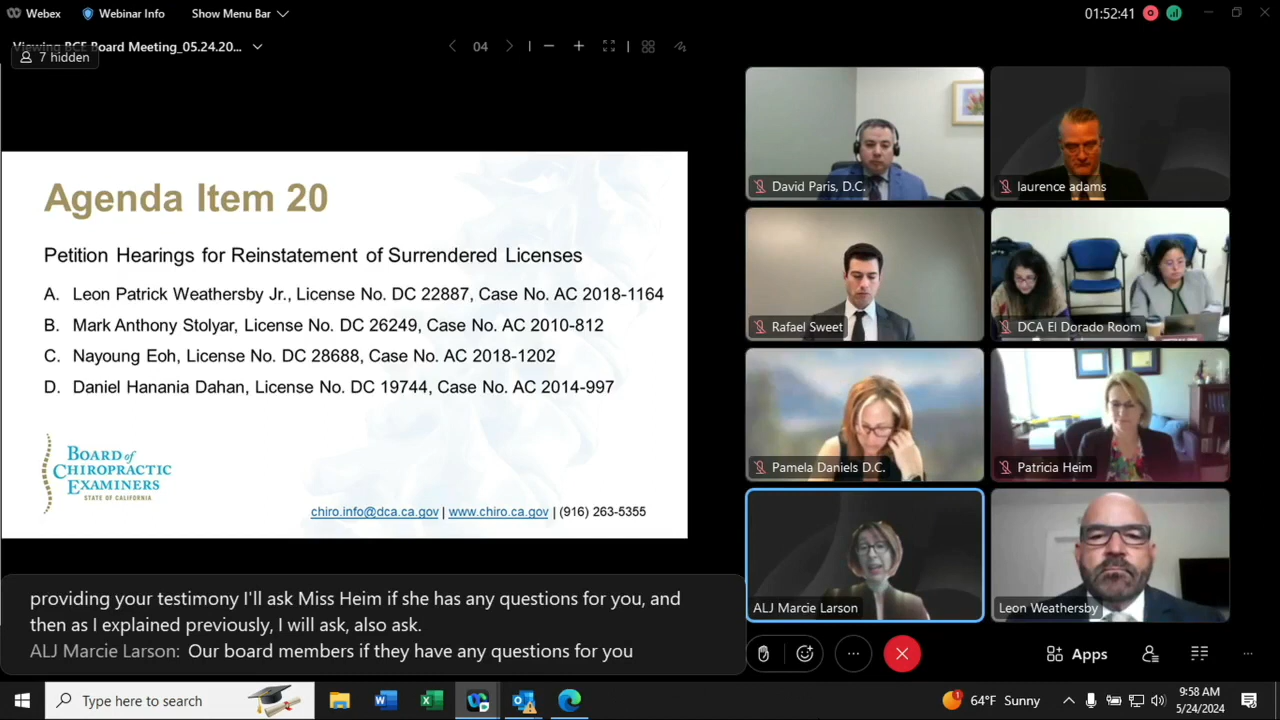 Webex Webinar Info Show Menu Bar 01:52:41
Viewing BCE Board Meeting_05.24.20... 04
7 hidden
Agenda Item 20
Petition Hearings for Reinstatement of Surrendered Licenses
A. Leon Patrick Weathersby Jr., License No. DC 22887, Case No. AC 2018-1164
B. Mark Anthony Stolyar, License No. DC 26249, Case No. AC 2010-812
C. Nayoung Eoh, License No. DC 28688, Case No. AC 2018-1202
D. Daniel Hanania Dahan, License No. DC 19744, Case No. AC 2014-997
BOARD of
CHIROPRACTIC
EXAMINERS
STATE OF CALIFORNIA
chiro.info@dca.ca.gov | www.chiro.ca.gov | (916) 263-5355
David Paris, D.C.
laurence adams
Rafael Sweet
DCA El Dorado Room
Pamela Daniels D.C.
Patricia Heim
ALJ Marcie Larson
Leon Weathersby
providing your testimony I'll ask Miss Heim if she has any questions for you, and
then as I explained previously, I will ask, also ask.
ALJ Marcie Larson: Our board members if they have any questions for you
Apps
Type here to search
1
64°F Sunny
9:58 AM
5/24/2024